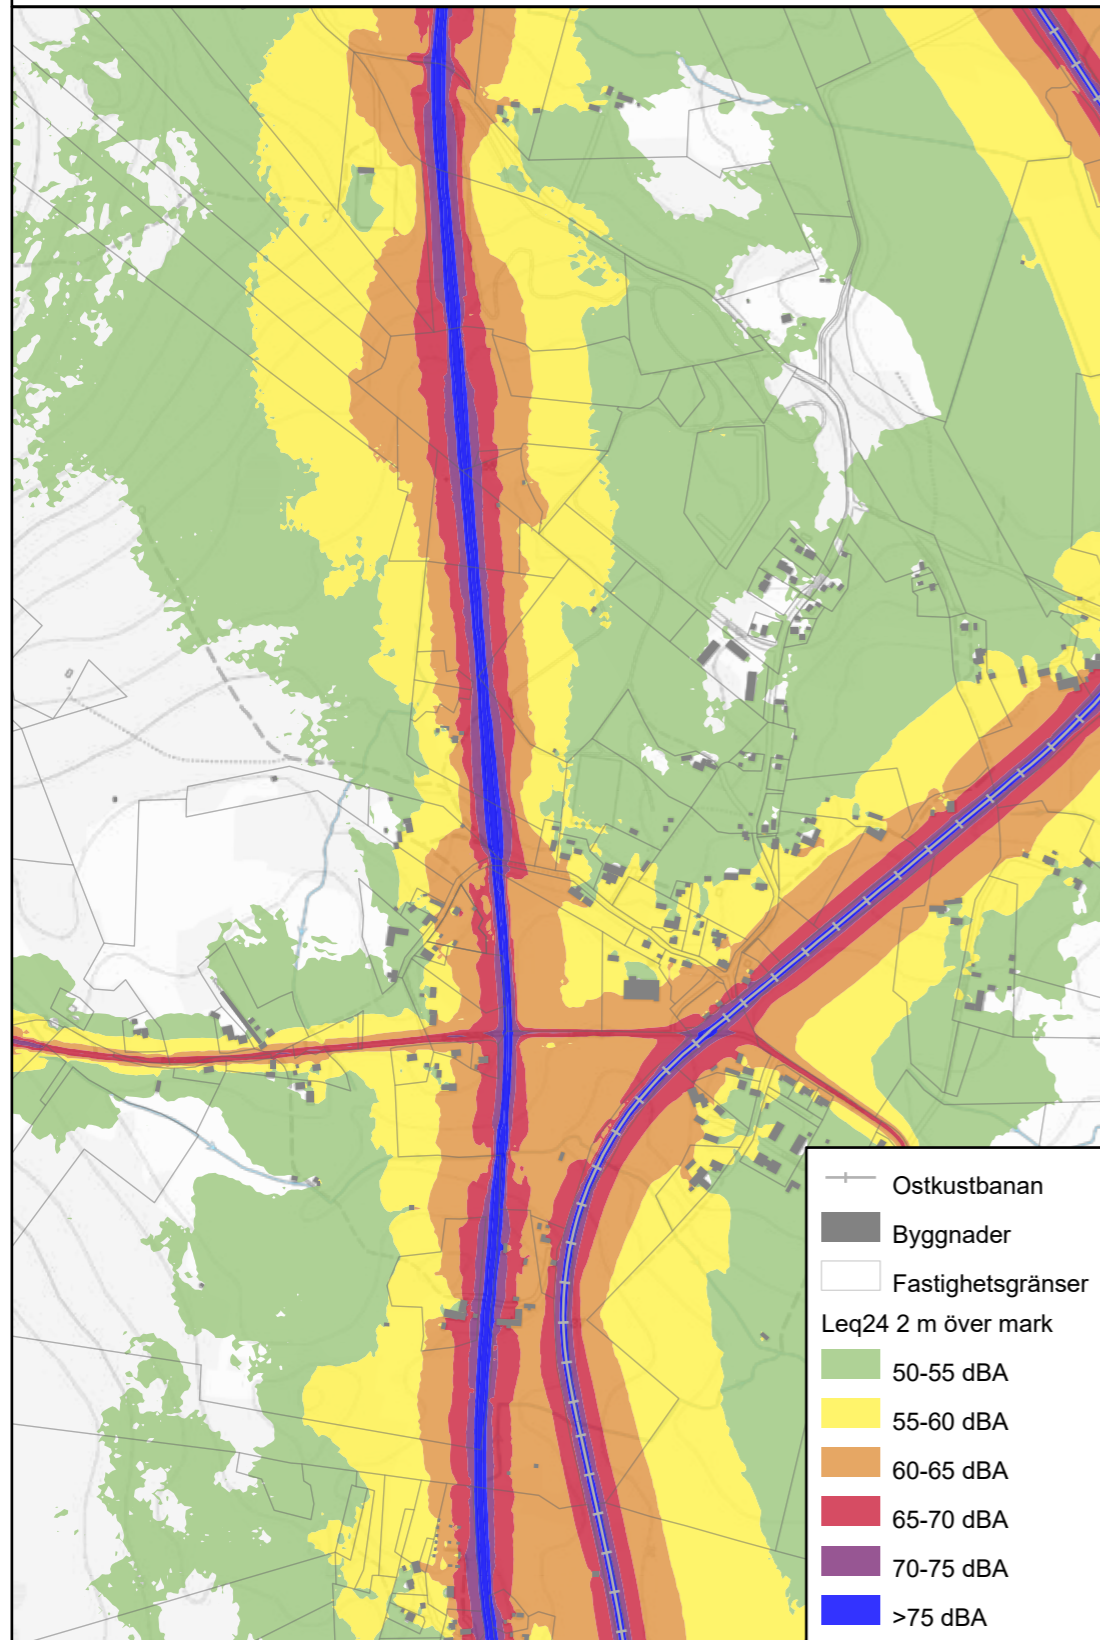 Ostkustbanan
Byggnader
Fastighetsgränser
Leq24 2 m över mark
50-55 dBA
55-60 dBA
60-65 dBA
65-70 dBA
70-75 dBA
>75 dBA